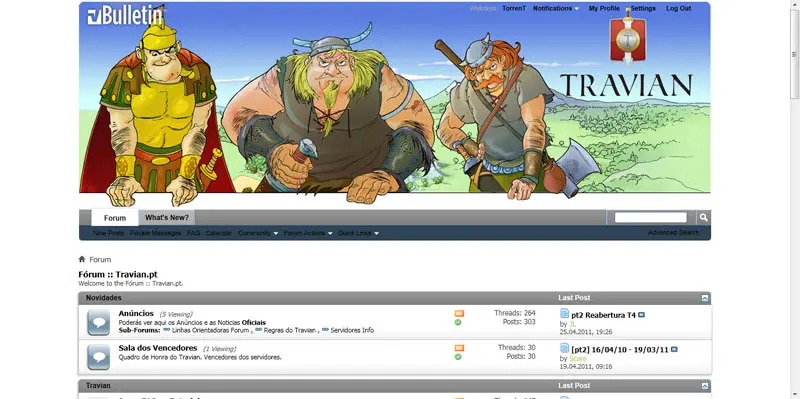 vBulletin
Welcome, TorrenT Notifications My Profile Settings Log Out
TRAVIAN
Forum What's New?
New Posts Private Messages FAQ Calendar Community Forum Actions Quick Links Advanced Search
Forum
Fórum :: Travian.pt
Welcome to the Fórum :: Travian.pt.
Novidades Last Post
Anúncios (5 Viewing) Threads: 264 pt2 Reabertura T4
Poderás ver aqui os Anúncios e as Noticias Oficiais Posts: 303 by JL
Sub-Forums: Linhas Orientadoras Forum , Regras do Travian , Servidores Info 25.04.2011, 19:26
Sala dos Vencedores (1 Viewing) Threads: 30 [pt2] 16/04/10 - 19/03/11
Quadro de Honra do Travian. Vencedores dos servidores. Posts: 30 by Scare
19.04.2011, 09:16
Travian Last Post